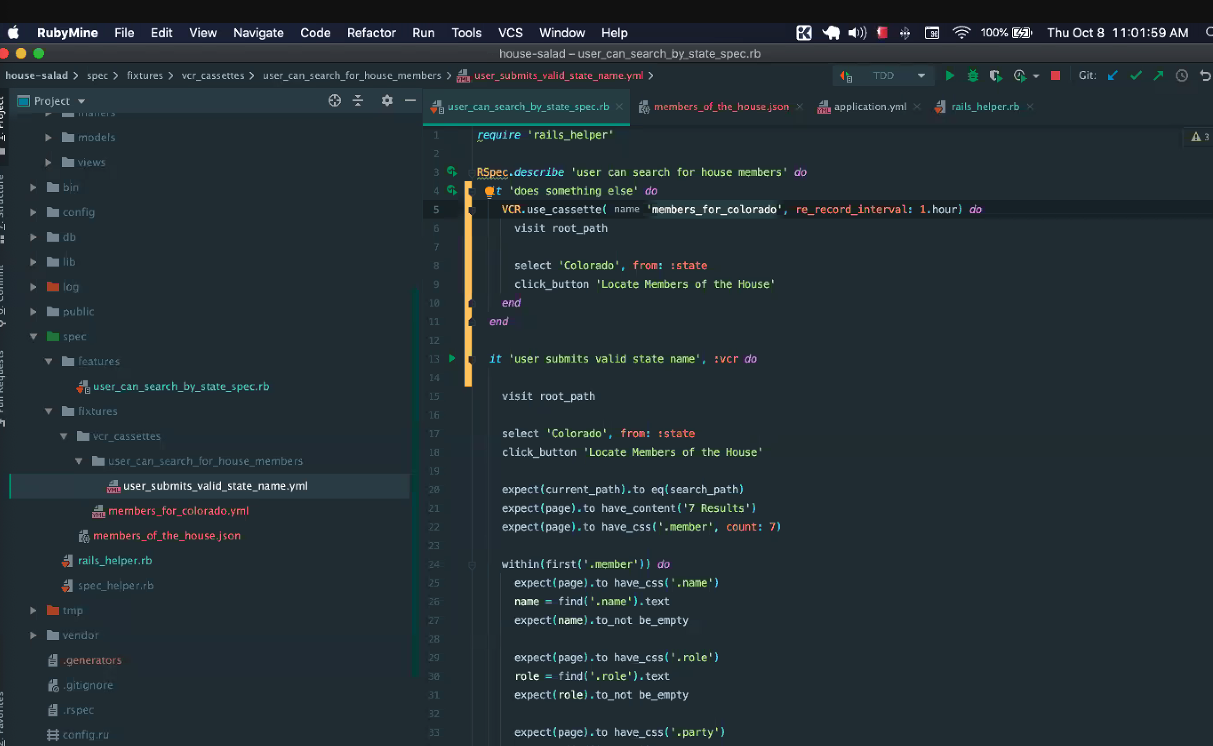 RubyMine File Edit View Navigate Code Refactor Run Tools VCS Window Help 100% Thu Oct 8 11:01:59 AM
house-salad – user_can_search_by_state_spec.rb
house-salad spec fixtures vcr_cassettes user_can_search_for_house_members user_submits_valid_state_name.yml TDD Git:
Project user_can_search_by_state_spec.rb members_of_the_house.json application.yml rails_helper.rb
models
views
bin
config
db
lib
log
public
spec
features
user_can_search_by_state_spec.rb
fixtures
vcr_cassettes
user_can_search_for_house_members
user_submits_valid_state_name.yml
members_for_colorado.yml
members_of_the_house.json
rails_helper.rb
spec_helper.rb
tmp
vendor
.generators
.gitignore
.rspec
config.ru
3
1 require 'rails_helper'
2
3 RSpec.describe 'user can search for house members' do
4 it 'does something else' do
5 VCR.use_cassette( name 'members_for_colorado', re_record_interval: 1.hour) do
6 visit root_path
7
8 select 'Colorado', from: :state
9 click_button 'Locate Members of the House'
10 end
11 end
12
13 it 'user submits valid state name', :vcr do
14
15 visit root_path
16
17 select 'Colorado', from: :state
18 click_button 'Locate Members of the House'
19
20 expect(current_path).to eq(search_path)
21 expect(page).to have_content('7 Results')
22 expect(page).to have_css('.member', count: 7)
23
24 within(first('.member')) do
25 expect(page).to have_css('.name')
26 name = find('.name').text
27 expect(name).to_not be_empty
28
29 expect(page).to have_css('.role')
30 role = find('.role').text
31 expect(role).to_not be_empty
32
33 expect(page).to have_css('.party')